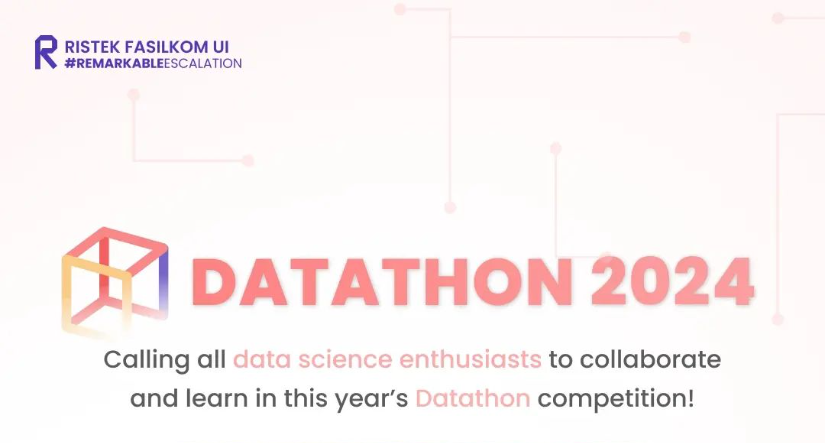 RISTEK FASILKOM UI
#REMARKABLEESCALATION
DATATHON 2024
Calling all data science enthusiasts to collaborate
and learn in this year’s Datathon competition!